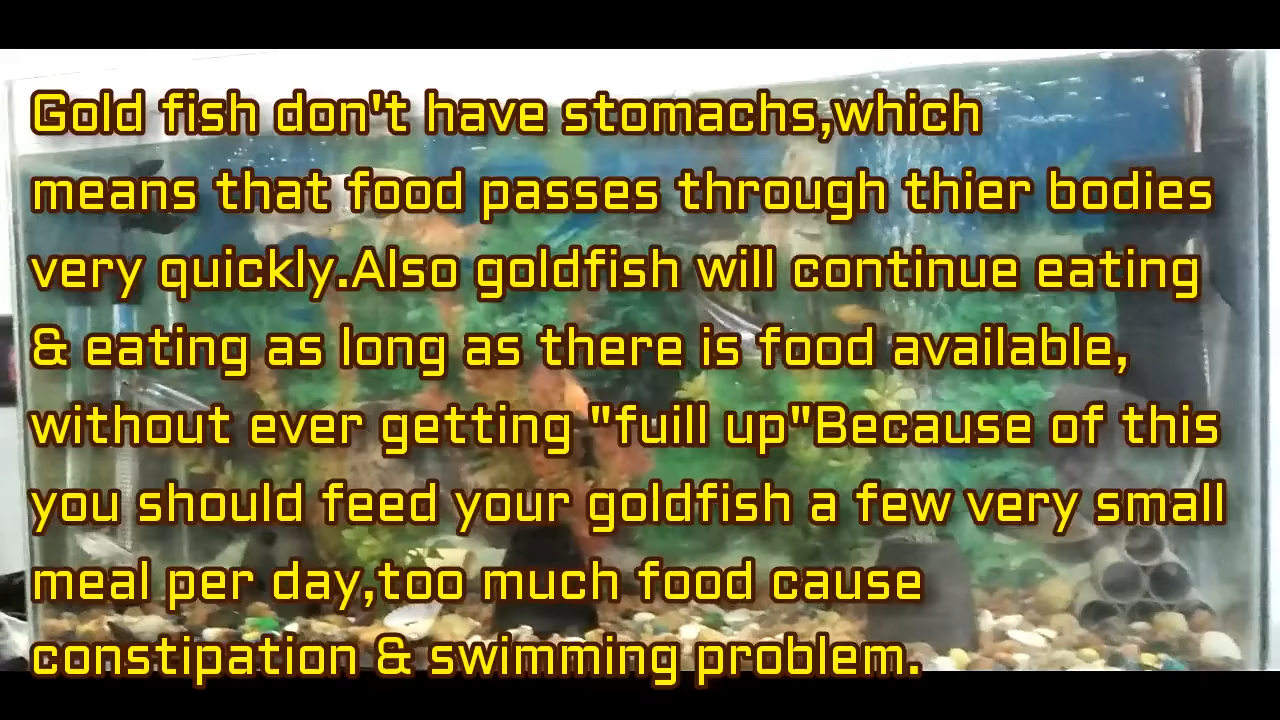 Gold fish don't have stomachs,which
means that food passes through thier bodies
very quickly.Also goldfish will continue eating
& eating as long as there is food available,
without ever getting "fuill up"Because of this
you should feed your goldfish a few very small
meal per day,too much food cause
constipation & swimming problem.